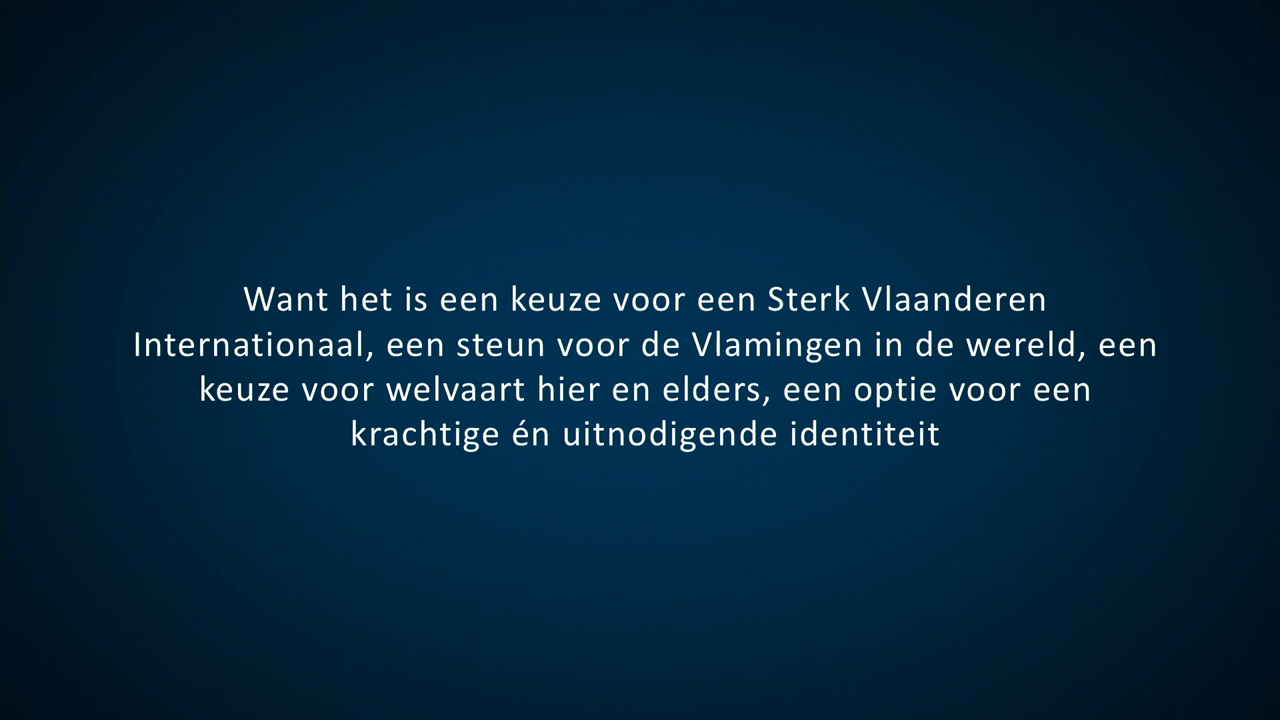 Want het is een keuze voor een Sterk Vlaanderen
Internationaal, een steun voor de Vlamingen in de wereld, een
keuze voor welvaart hier en elders, een optie voor een
krachtige én uitnodigende identiteit